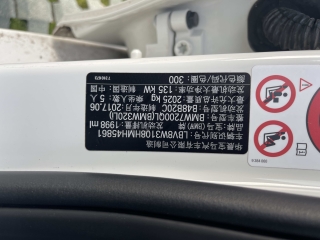 华晨宝马汽车有限公司制造
车辆识别代号:LBVWY3108HMH45861
品牌:宝马(BMW) 发动机排量:1998 ml
整车型号:BMW7200QL(BMW320Li)
发动机型号:B48B20C 制造年月:2017.06
最大允许总质量:2025 kg 乘坐人数:5 人
发动机最大净功率:135 kW 制造国:中国
颜色代码/色圈:300